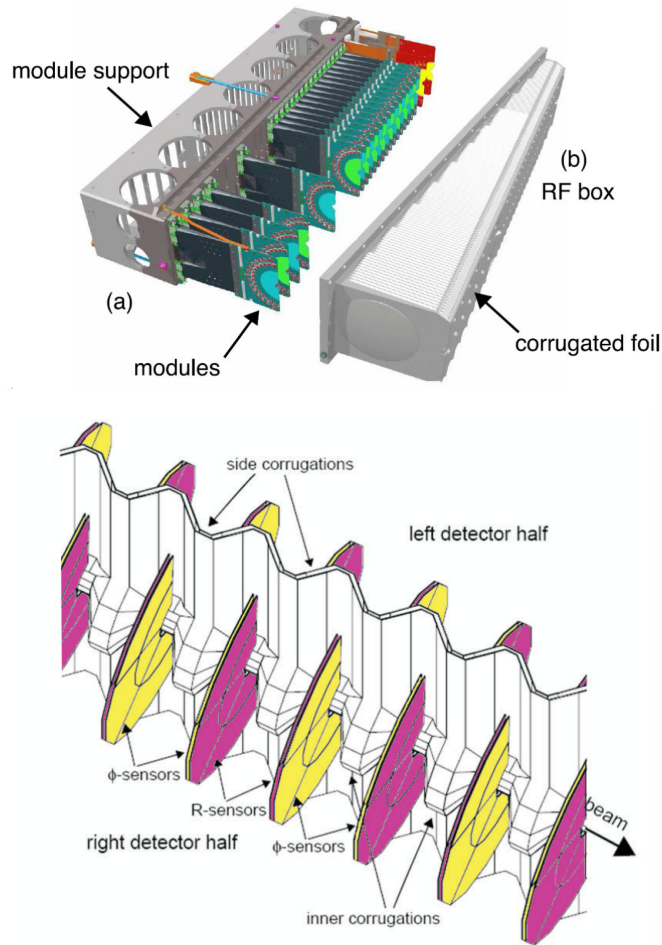 module support
(b)
RF box
(a)
corrugated foil
modules
side corrugations
left detector half
ϕ-sensors
R-sensors
beam
right detector half
ϕ-sensors
inner corrugations